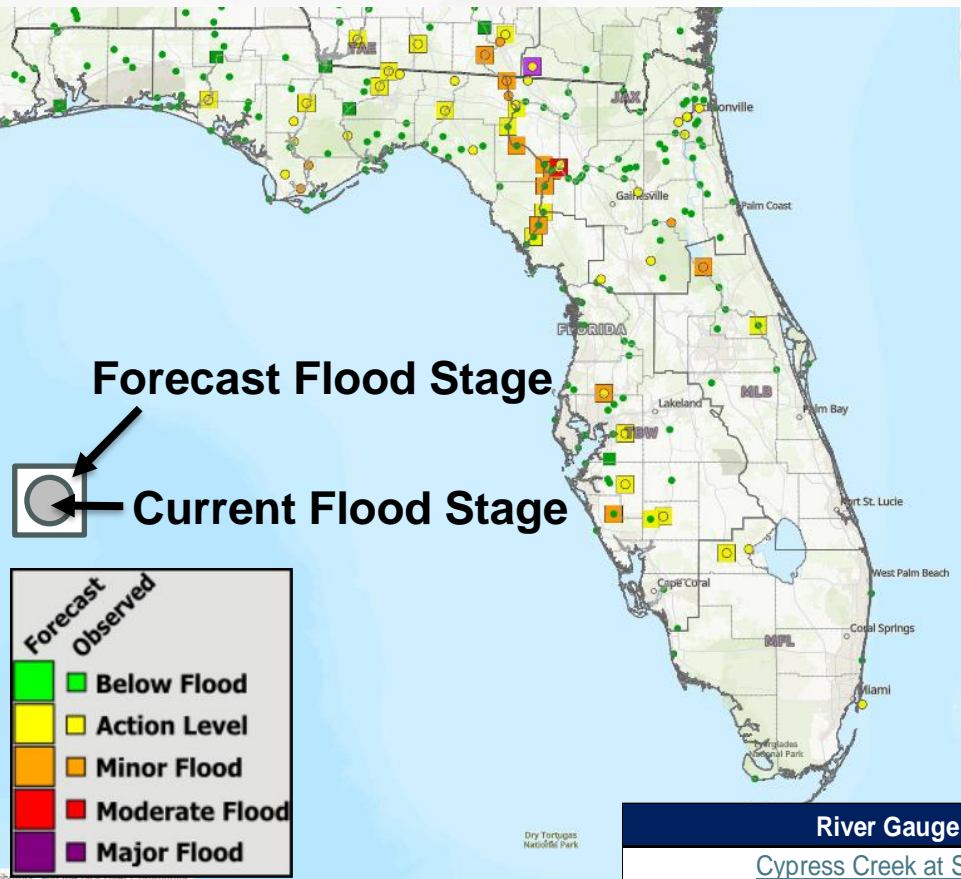 TAE
JAX
Gainesville
Palm Coast
FLORIDA
MLB
Lakeland
TBW
Palm Bay
Forecast Flood Stage
Current Flood Stage
Port St. Lucie
West Palm Beach
Cape Coral
Coral Springs
MFL
Miami
Everglades
National Park
Dry Tortugas
National Park
Forecast
Observed
Below Flood
Action Level
Minor Flood
Moderate Flood
Major Flood
River Gauge
Cypress Creek at S